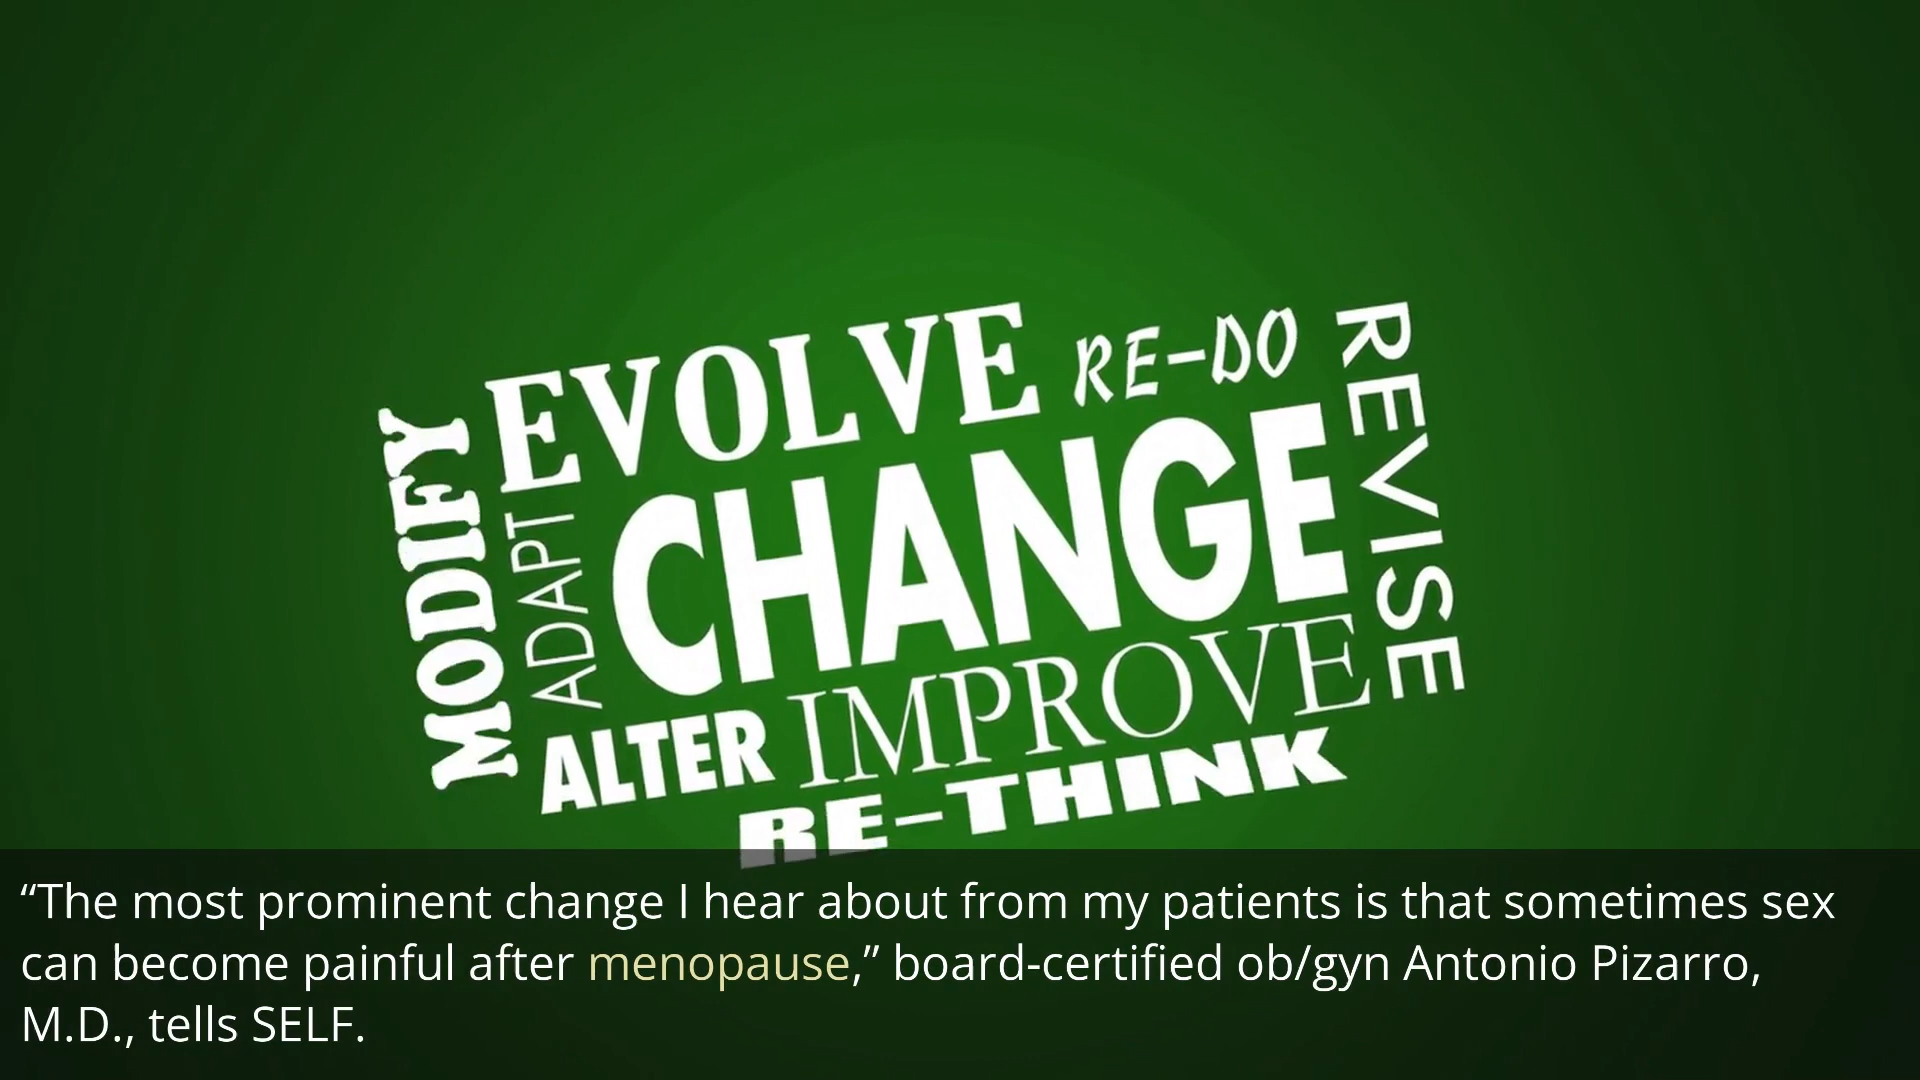 MODIFY
EVOLVE
RE-DO
REVISE
ADAPT
CHANGE
ALTER
IMPROVE
RE-THINK
“The most prominent change I hear about from my patients is that sometimes sex
can become painful after menopause,” board-certified ob/gyn Antonio Pizarro,
M.D., tells SELF.